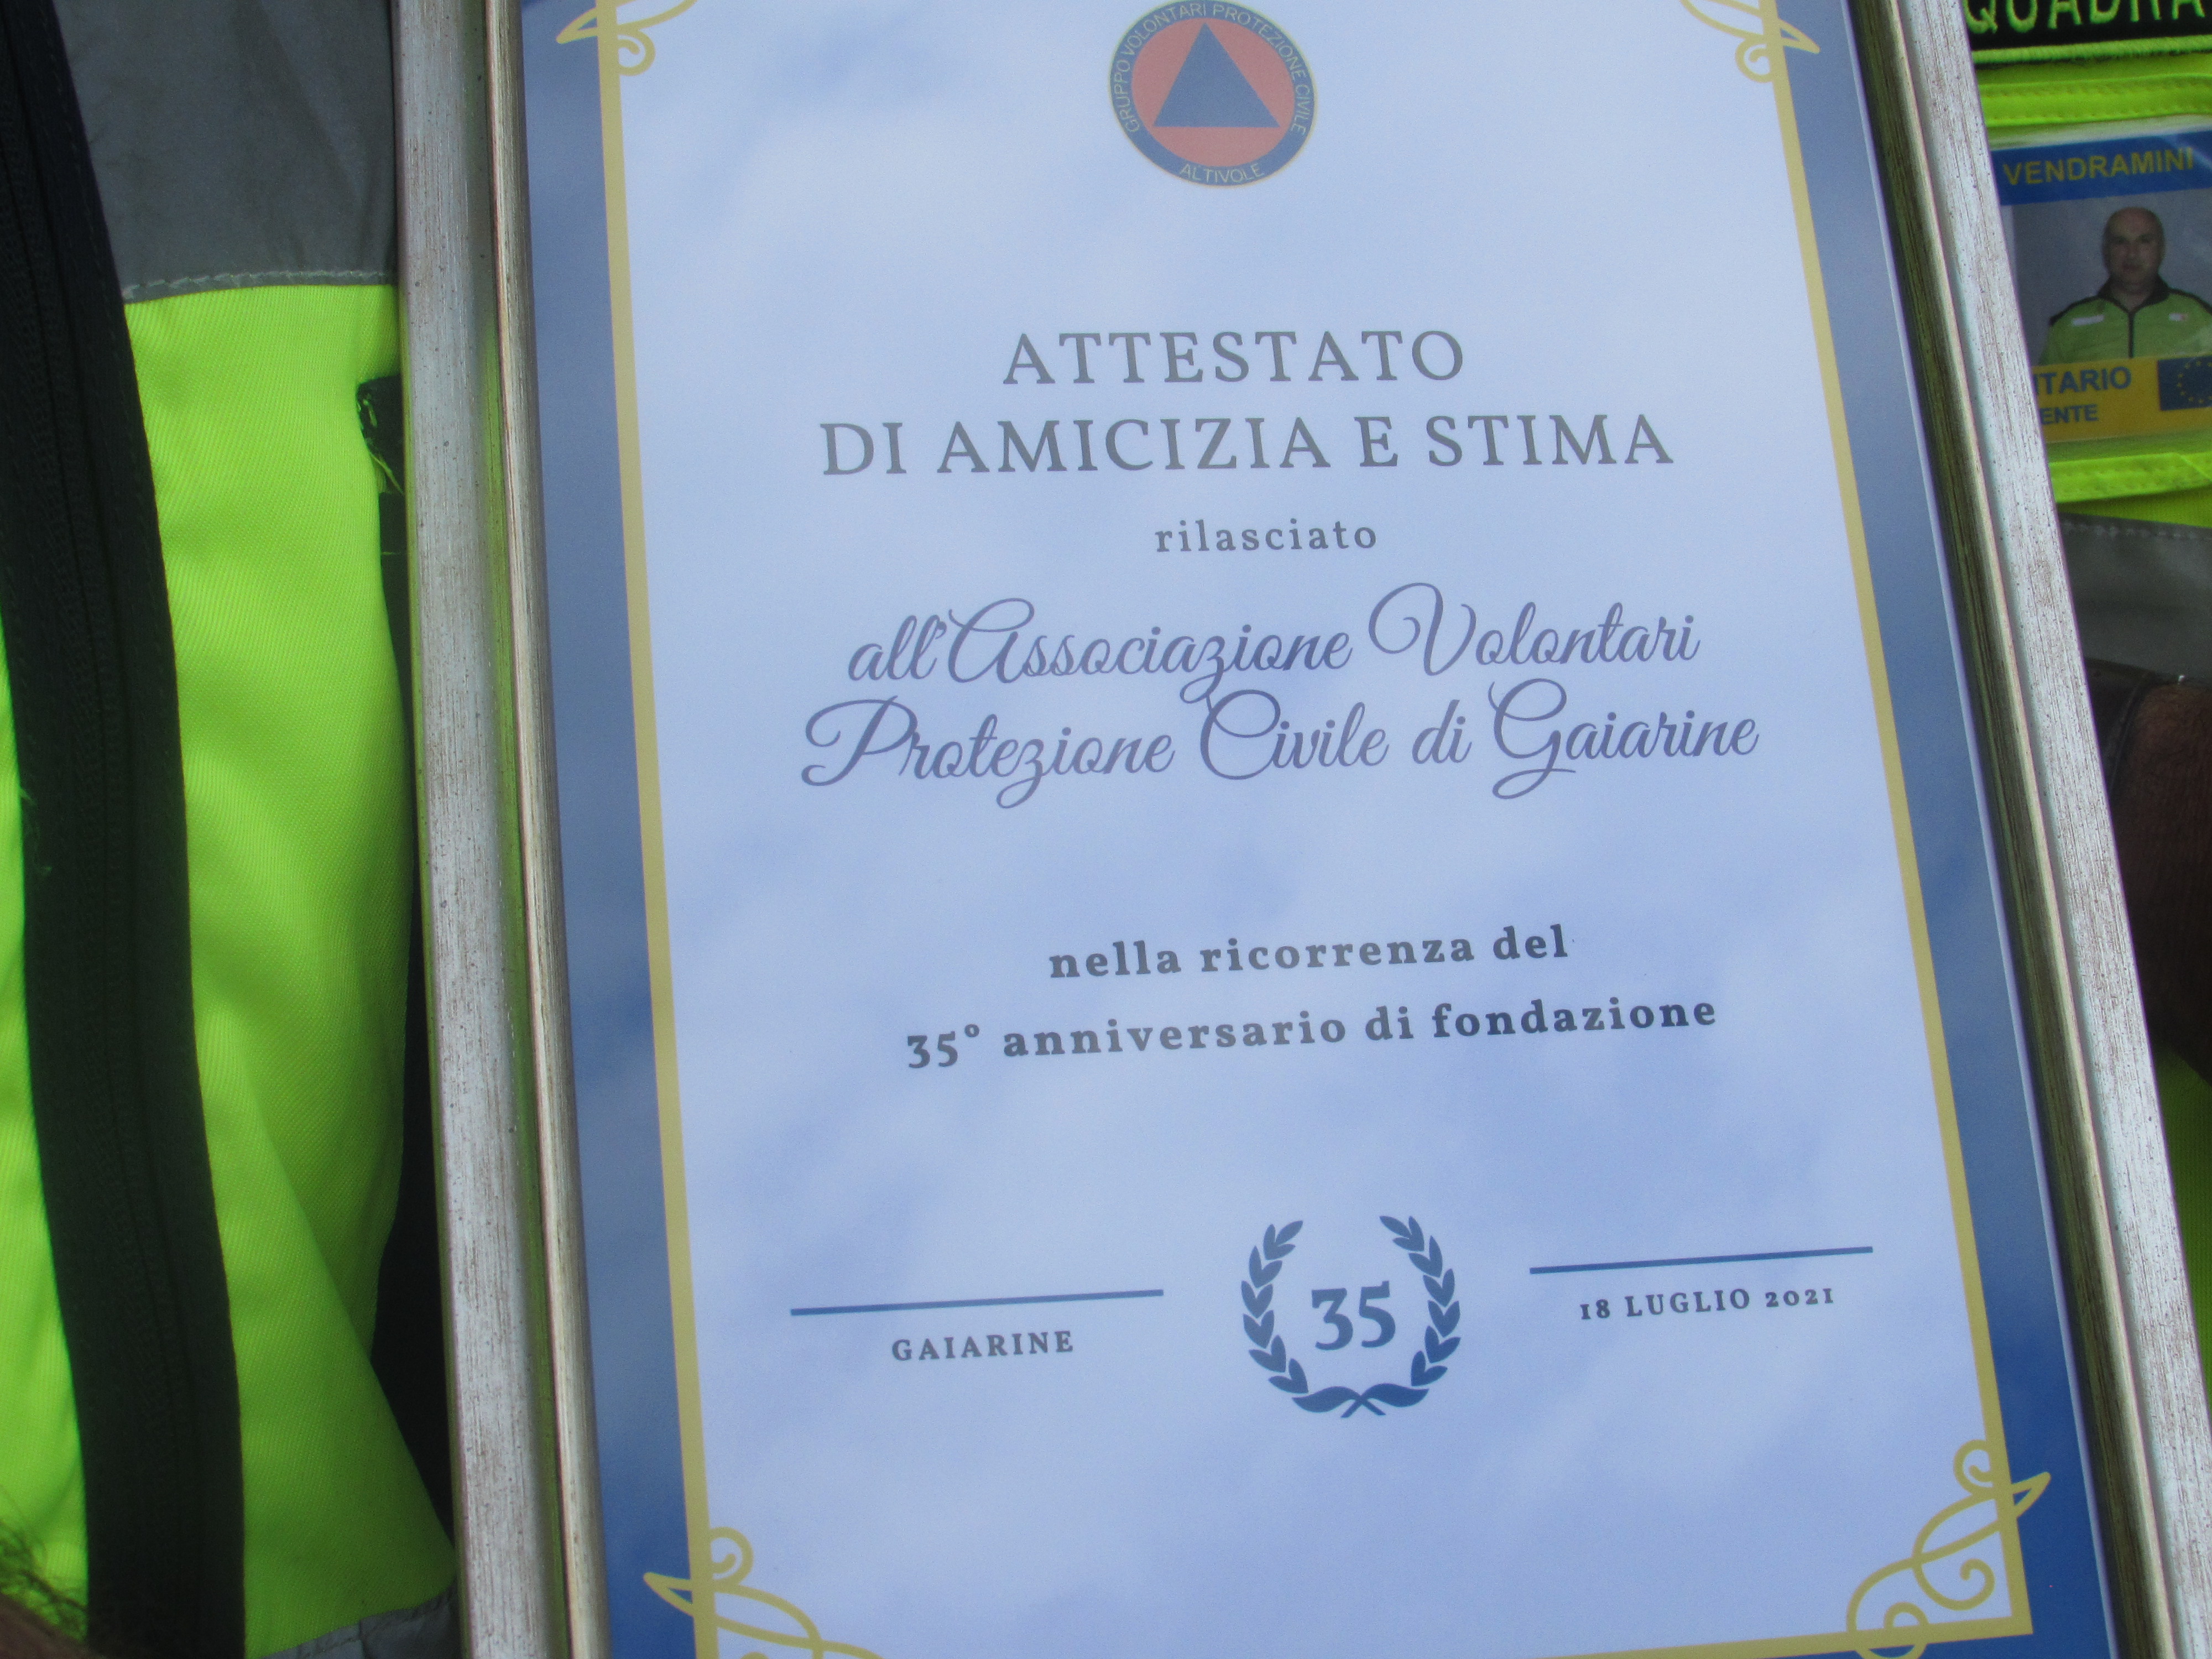 GRUPPO VOLONTARI PROTEZIONE CIVILE
ALTIVOLE
ATTESTATO
DI AMICIZIA E STIMA
rilasciato
all'Associazione Volontari
Protezione Civile di Gaiarine
nella ricorrenza del
35° anniversario di fondazione
35
GAIARINE
18 LUGLIO 2021
QUADRA
VENDRAMINI
NTARIO
ENTE